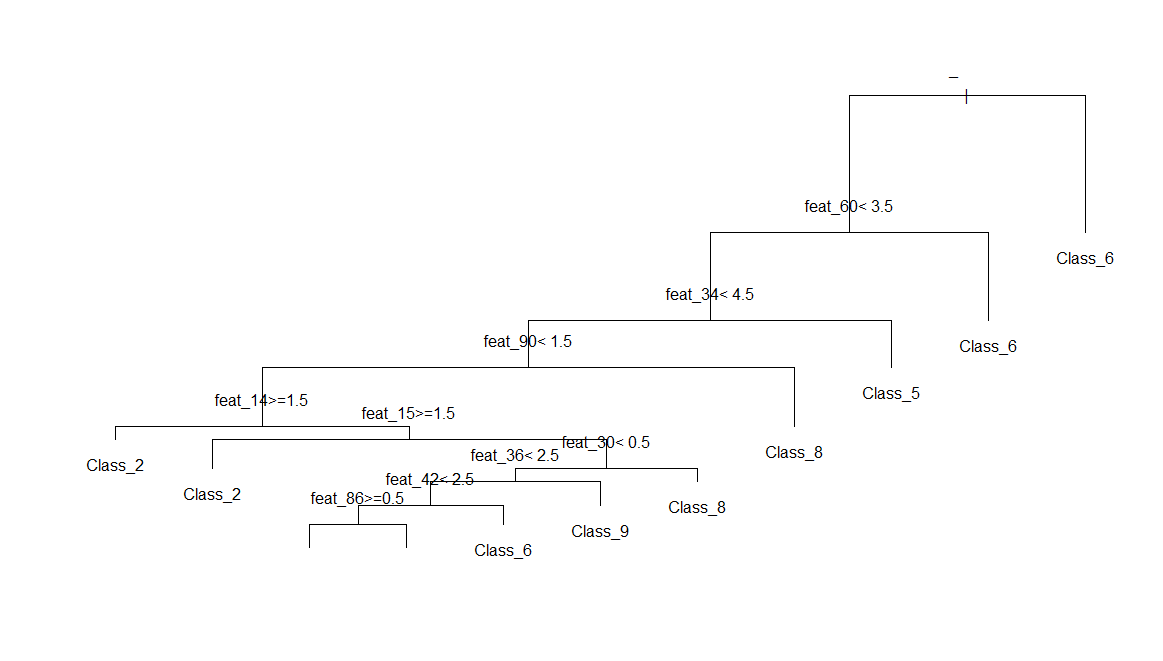 feat_60< 3.5
Class_6
feat_34< 4.5
feat_90< 1.5
Class_6
Class_5
feat_14>=1.5
feat_15>=1.5
feat_30< 0.5
Class_8
feat_36< 2.5
Class_2
feat_42< 2.5
Class_2
feat_86>=0.5
Class_8
Class_9
Class_6